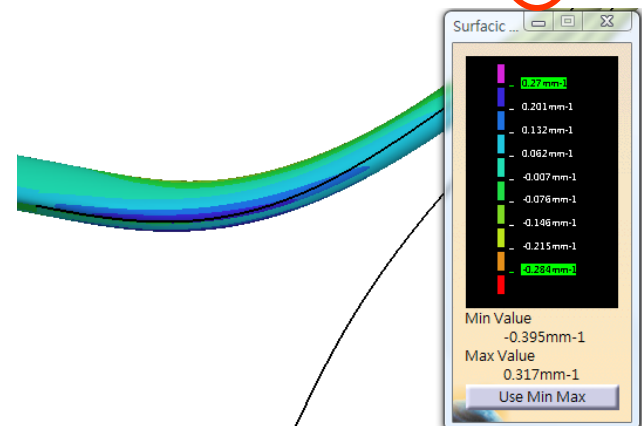 Surfacic ...
0.27mm-1
0.201mm-1
0.132mm-1
0.062mm-1
-0.007mm-1
-0.076mm-1
-0.146mm-1
-0.215mm-1
-0.284mm-1
Min Value
-0.395mm-1
Max Value
0.317mm-1
Use Min Max